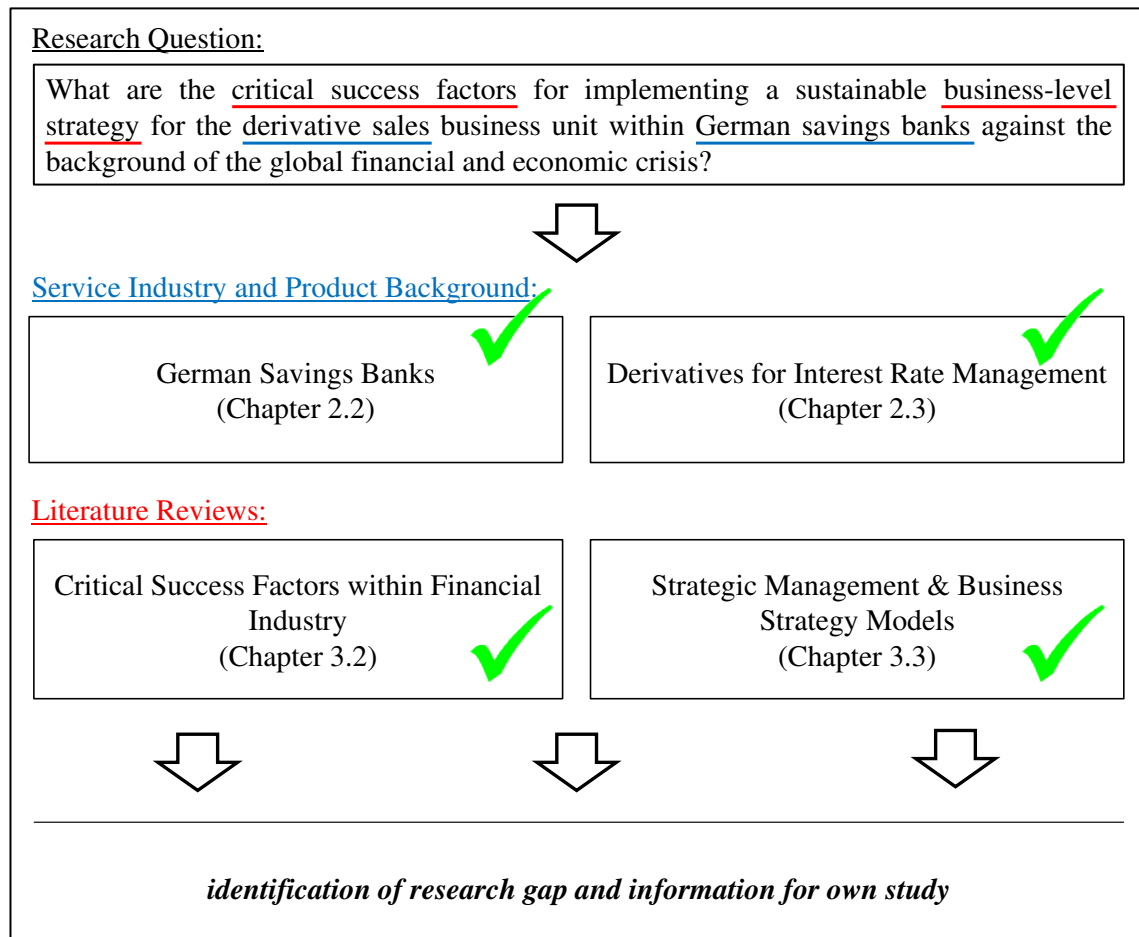 Research Question:
What are the critical success factors for implementing a sustainable business-level
strategy for the derivative sales business unit within German savings banks against the
background of the global financial and economic crisis?
Service Industry and Product Background:
German Savings Banks
(Chapter 2.2)
Derivatives for Interest Rate Management
(Chapter 2.3)
Literature Reviews:
Critical Success Factors within Financial
Industry
(Chapter 3.2)
Strategic Management & Business
Strategy Models
(Chapter 3.3)
identification of research gap and information for own study